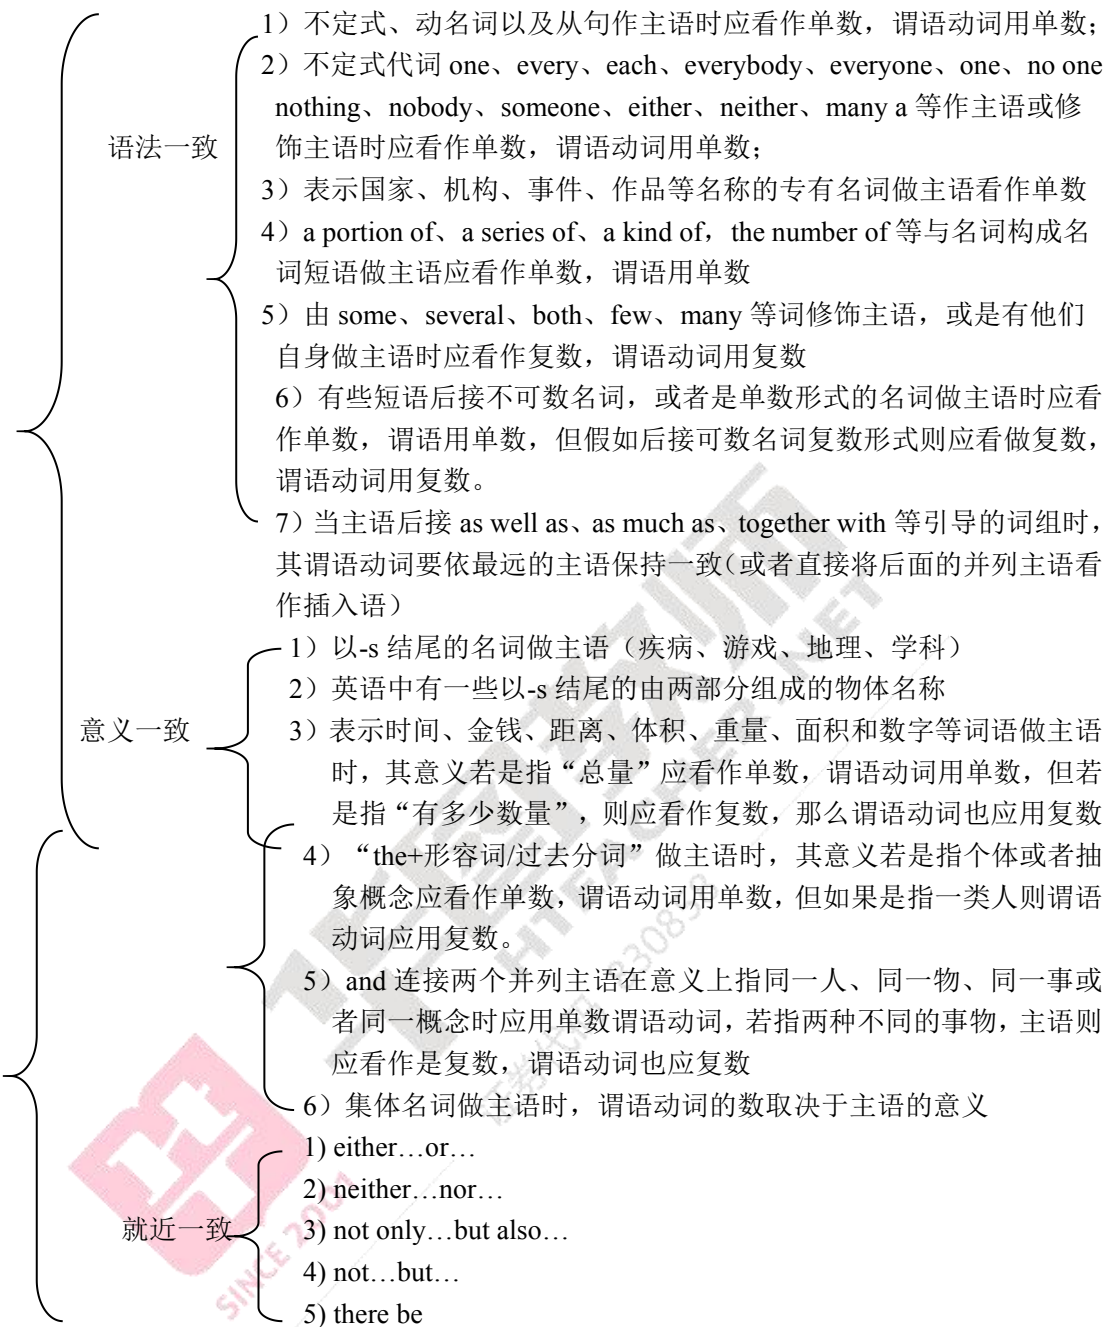 1）不定式、动名词以及从句作主语时应看作单数，谓语动词用单数；
2）不定式代词 one、every、each、everybody、everyone、one、no one
nothing、nobody、someone、either、neither、many a 等作主语或修
语法一致
饰主语时应看作单数，谓语动词用单数；
3）表示国家、机构、事件、作品等名称的专有名词做主语看作单数
4）a portion of、a series of、a kind of，the number of 等与名词构成名
词短语做主语应看作单数，谓语用单数
5）由 some、several、both、few、many 等词修饰主语，或是有他们
自身做主语时应看作复数，谓语动词用复数
6）有些短语后接不可数名词，或者是单数形式的名词做主语时应看
作单数，谓语用单数，但假如后接可数名词复数形式则应看做复数，
谓语动词用复数。
7）当主语后接 as well as、as much as、together with 等引导的词组时，
其谓语动词要依最远的主语保持一致（或者直接将后面的并列主语看
作插入语）
1）以-s 结尾的名词做主语（疾病、游戏、地理、学科）
2）英语中有一些以-s 结尾的由两部分组成的物体名称
意义一致
3）表示时间、金钱、距离、体积、重量、面积和数字等词语做主语
时，其意义若是指“总量”应看作单数，谓语动词用单数，但若
是指“有多少数量”，则应看作复数，那么谓语动词也应用复数
4）“the+形容词/过去分词”做主语时，其意义若是指个体或者抽
象概念应看作单数，谓语动词用单数，但如果是指一类人则谓语
动词应用复数。
5）and 连接两个并列主语在意义上指同一人、同一物、同一事或
者同一概念时应用单数谓语动词，若指两种不同的事物，主语则
应看作是复数，谓语动词也应复数
6）集体名词做主语时，谓语动词的数取决于主语的意义
1) either…or…
2) neither…nor…
就近一致
3) not only…but also…
4) not…but…
5) there be
华图教师
HTEACHER.NET
SINCE 2001